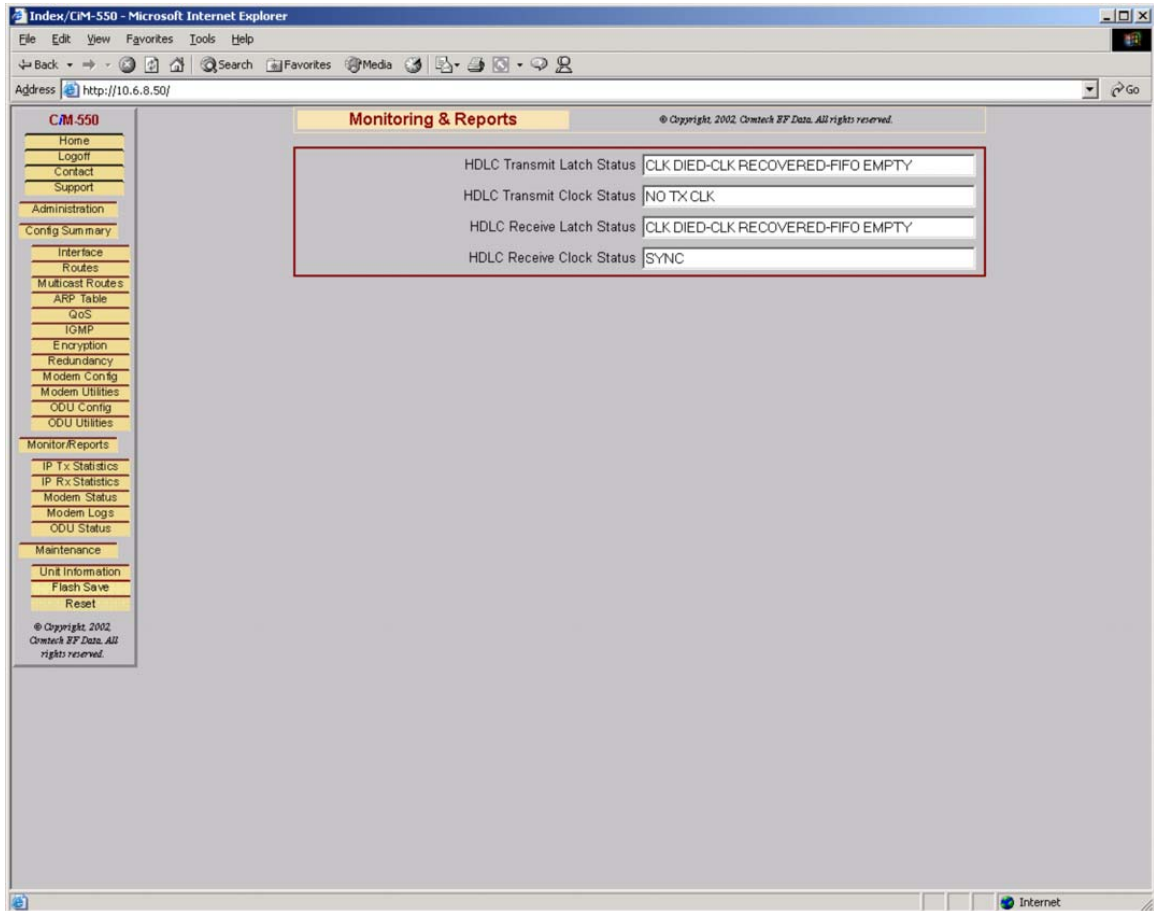 Index/CiM-550 - Microsoft Internet Explorer
File Edit View Favorites Tools Help
Back Search Favorites Media
Address http://10.6.8.50/ Go
CiM-550
Home
Logoff
Contact
Support
Administration
Config Summary
Interface
Routes
Multicast Routes
ARP Table
QoS
IGMP
Encryption
Redundancy
Modem Config
Modem Utilities
ODU Config
ODU Utilities
Monitor/Reports
IP Tx Statistics
IP Rx Statistics
Modem Status
Modem Logs
ODU Status
Maintenance
Unit Information
Flash Save
Reset
© Copyright, 2002,
Comtech EF Data, All
rights reserved.
Monitoring & Reports © Copyright, 2002, Comtech EF Data. All rights reserved.
HDLC Transmit Latch Status CLK DIED-CLK RECOVERED-FIFO EMPTY
HDLC Transmit Clock Status NO TX CLK
HDLC Receive Latch Status CLK DIED-CLK RECOVERED-FIFO EMPTY
HDLC Receive Clock Status SYNC
Internet